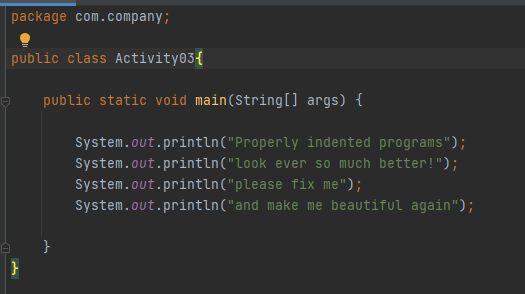 package com.company;
public class Activity03{
public static void main(String[] args) {
System.out.println("Properly indented programs");
System.out.println("look ever so much better!");
System.out.println("please fix me");
System.out.println("and make me beautiful again");
}
}